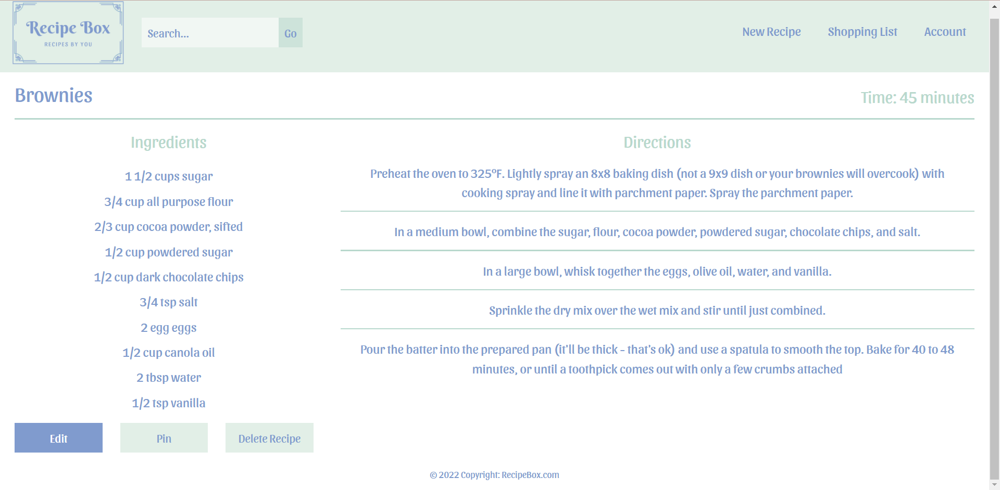 Recipe Box
RECIPES BY YOU
Search...
Go
New Recipe
Shopping List
Account
Brownies
Time: 45 minutes
Ingredients
1 1/2 cups sugar
3/4 cup all purpose flour
2/3 cup cocoa powder, sifted
1/2 cup powdered sugar
1/2 cup dark chocolate chips
3/4 tsp salt
2 egg eggs
1/2 cup canola oil
2 tbsp water
1/2 tsp vanilla
Edit
Pin
Delete Recipe
Directions
Preheat the oven to 325°F. Lightly spray an 8x8 baking dish (not a 9x9 dish or your brownies will overcook) with
cooking spray and line it with parchment paper. Spray the parchment paper.
In a medium bowl, combine the sugar, flour, cocoa powder, powdered sugar, chocolate chips, and salt.
In a large bowl, whisk together the eggs, olive oil, water, and vanilla.
Sprinkle the dry mix over the wet mix and stir until just combined.
Pour the batter into the prepared pan (it'll be thick - that's ok) and use a spatula to smooth the top. Bake for 40 to 48
minutes, or until a toothpick comes out with only a few crumbs attached
© 2022 Copyright: RecipeBox.com